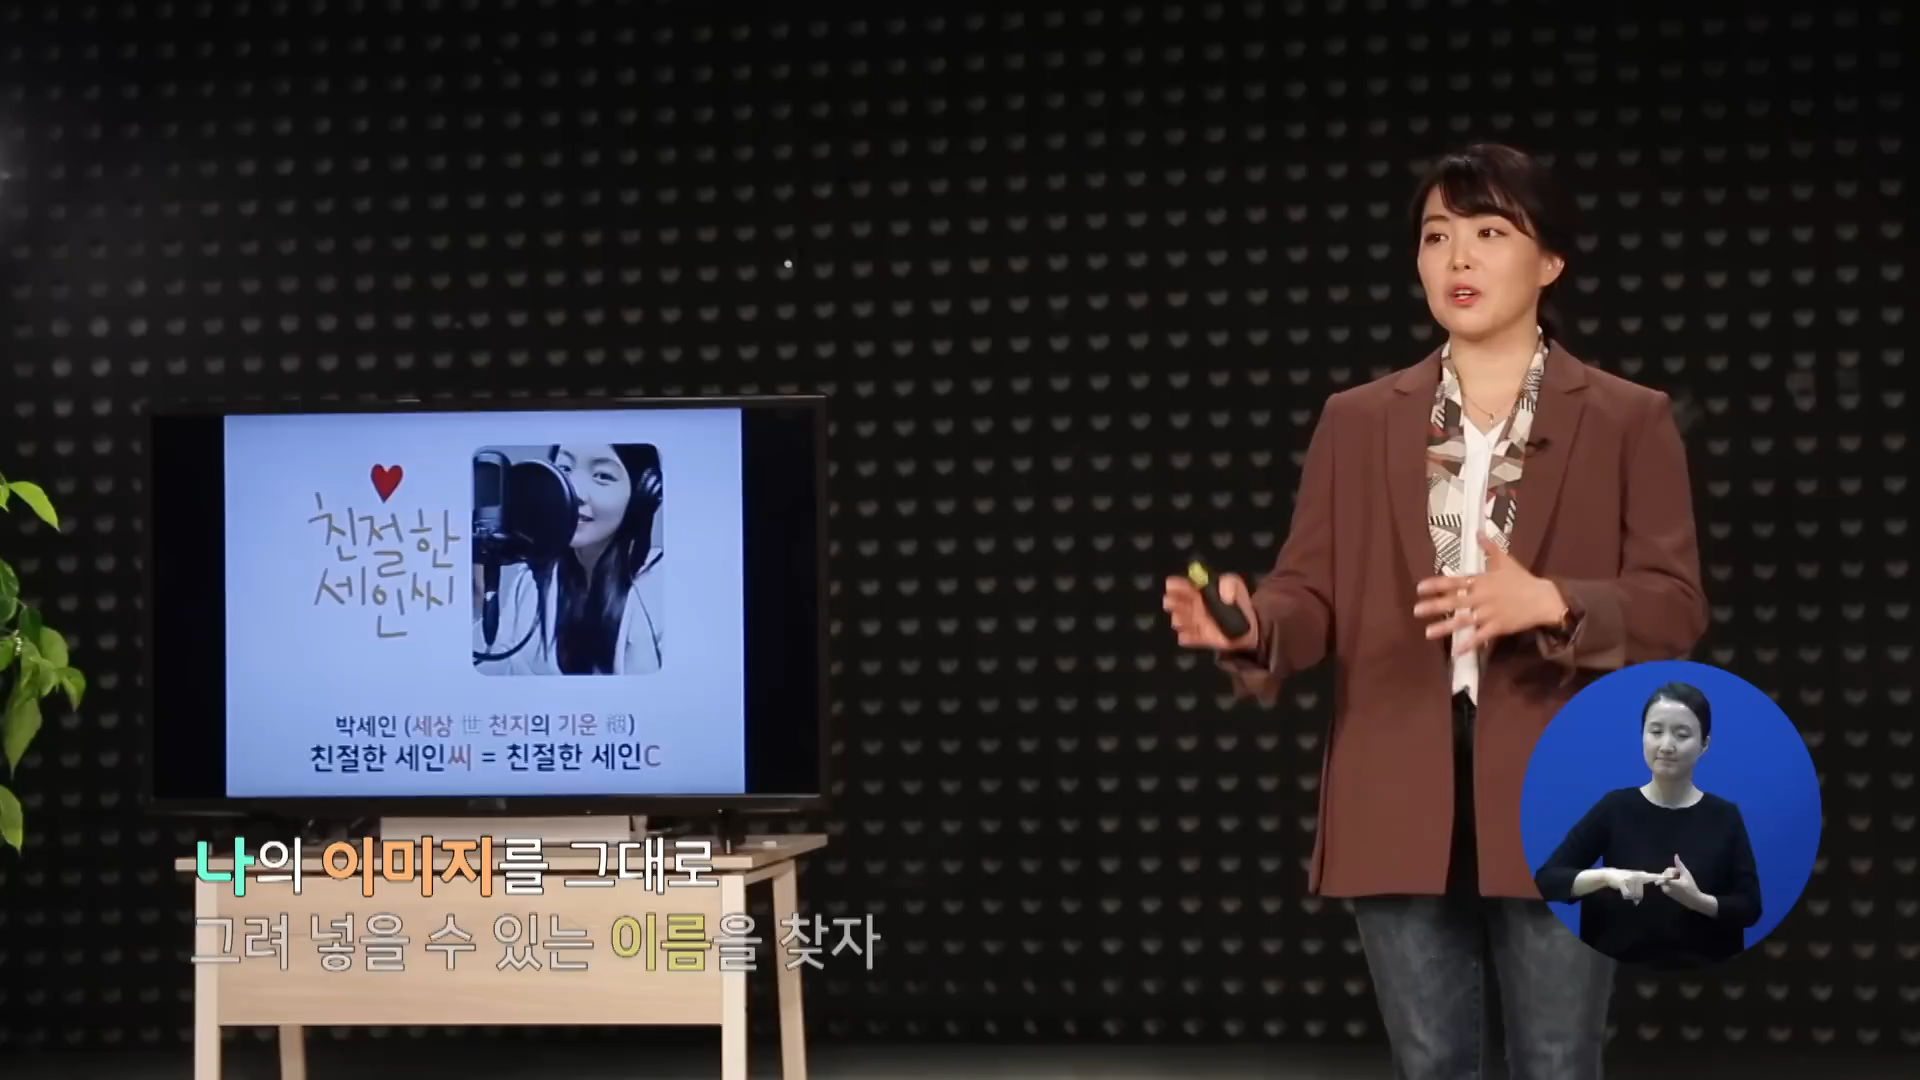 친절한
세인씨
박세인 (세상 世 천지의 기운 氤)
친절한 세인씨 = 친절한 세인C
나의 이미지를 그대로
그려 넣을 수 있는 이름을 찾자